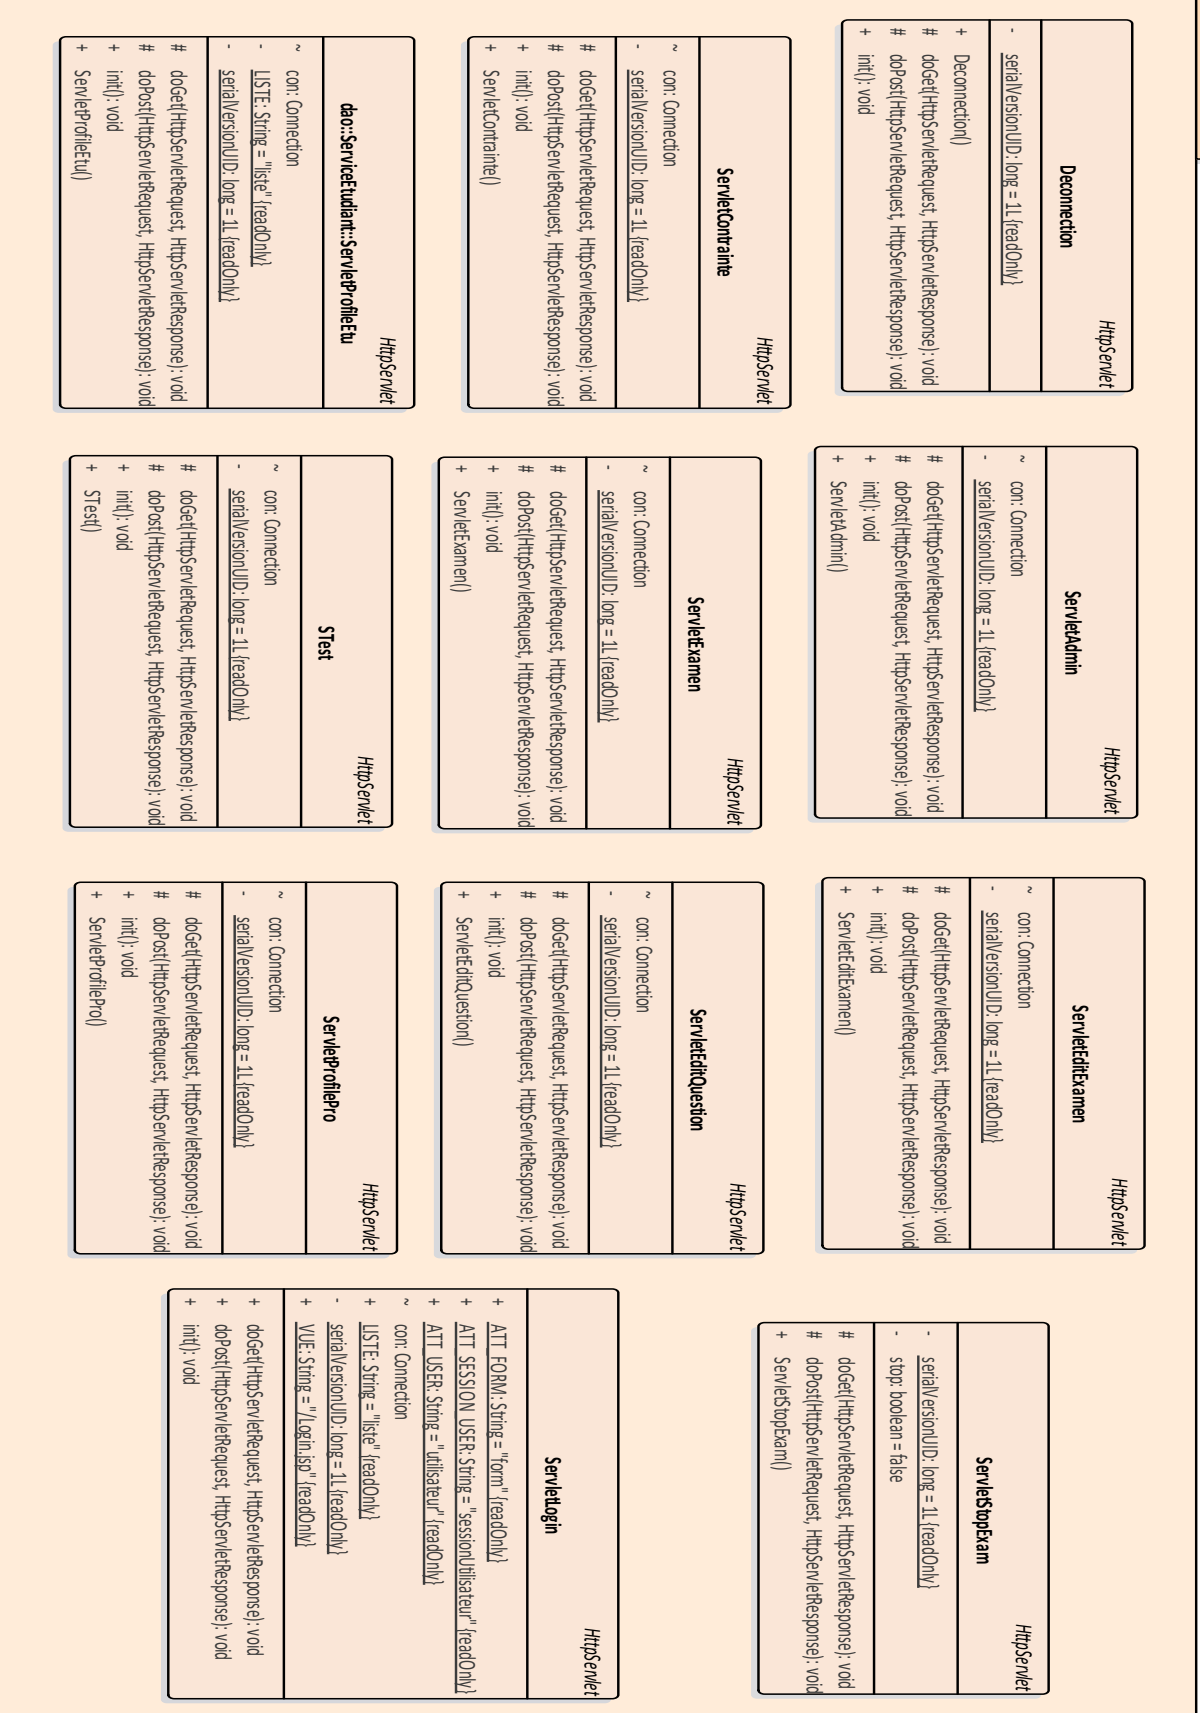 HttpServlet
Deconnection
- serialVersionUID: long = 1L {readOnly}
+ Deconnection()
# doGet(HttpServletRequest, HttpServletResponse): void
# doPost(HttpServletRequest, HttpServletResponse): void
+ init(): void
HttpServlet
ServletAdmin
~ con: Connection
- serialVersionUID: long = 1L {readOnly}
# doGet(HttpServletRequest, HttpServletResponse): void
# doPost(HttpServletRequest, HttpServletResponse): void
+ init(): void
+ ServletAdmin()
HttpServlet
ServletEditExamen
~ con: Connection
- serialVersionUID: long = 1L {readOnly}
# doGet(HttpServletRequest, HttpServletResponse): void
# doPost(HttpServletRequest, HttpServletResponse): void
+ init(): void
+ ServletEditExamen()
HttpServlet
ServletStopExam
- serialVersionUID: long = 1L {readOnly}
- stop: boolean = false
# doGet(HttpServletRequest, HttpServletResponse): void
# doPost(HttpServletRequest, HttpServletResponse): void
+ ServletStopExam()
HttpServlet
ServletContrainte
~ con: Connection
- serialVersionUID: long = 1L {readOnly}
# doGet(HttpServletRequest, HttpServletResponse): void
# doPost(HttpServletRequest, HttpServletResponse): void
+ init(): void
+ ServletContrainte()
HttpServlet
ServletExamen
~ con: Connection
- serialVersionUID: long = 1L {readOnly}
# doGet(HttpServletRequest, HttpServletResponse): void
# doPost(HttpServletRequest, HttpServletResponse): void
+ init(): void
+ ServletExamen()
HttpServlet
ServletEditQuestion
~ con: Connection
- serialVersionUID: long = 1L {readOnly}
# doGet(HttpServletRequest, HttpServletResponse): void
# doPost(HttpServletRequest, HttpServletResponse): void
+ init(): void
+ ServletEditQuestion()
HttpServlet
ServletLogin
+ ATT_FORM: String = "form" {readOnly}
+ ATT_SESSION_USER: String = "sessionUtilisateur" {readOnly}
+ ATT_USER: String = "utilisateur" {readOnly}
~ con: Connection
+ LISTE: String = "liste" {readOnly}
- serialVersionUID: long = 1L {readOnly}
+ VUE: String = "/Login.jsp" {readOnly}
+ doGet(HttpServletRequest, HttpServletResponse): void
+ doPost(HttpServletRequest, HttpServletResponse): void
+ init(): void
HttpServlet
dao::ServiceEtudiant::ServletProfileEtu
~ con: Connection
- LISTE: String = "liste" {readOnly}
- serialVersionUID: long = 1L {readOnly}
# doGet(HttpServletRequest, HttpServletResponse): void
# doPost(HttpServletRequest, HttpServletResponse): void
+ init(): void
+ ServletProfileEtu()
HttpServlet
STest
~ con: Connection
- serialVersionUID: long = 1L {readOnly}
# doGet(HttpServletRequest, HttpServletResponse): void
# doPost(HttpServletRequest, HttpServletResponse): void
+ init(): void
+ STest()
HttpServlet
ServletProfilePro
~ con: Connection
- serialVersionUID: long = 1L {readOnly}
# doGet(HttpServletRequest, HttpServletResponse): void
# doPost(HttpServletRequest, HttpServletResponse): void
+ init(): void
+ ServletProfilePro()